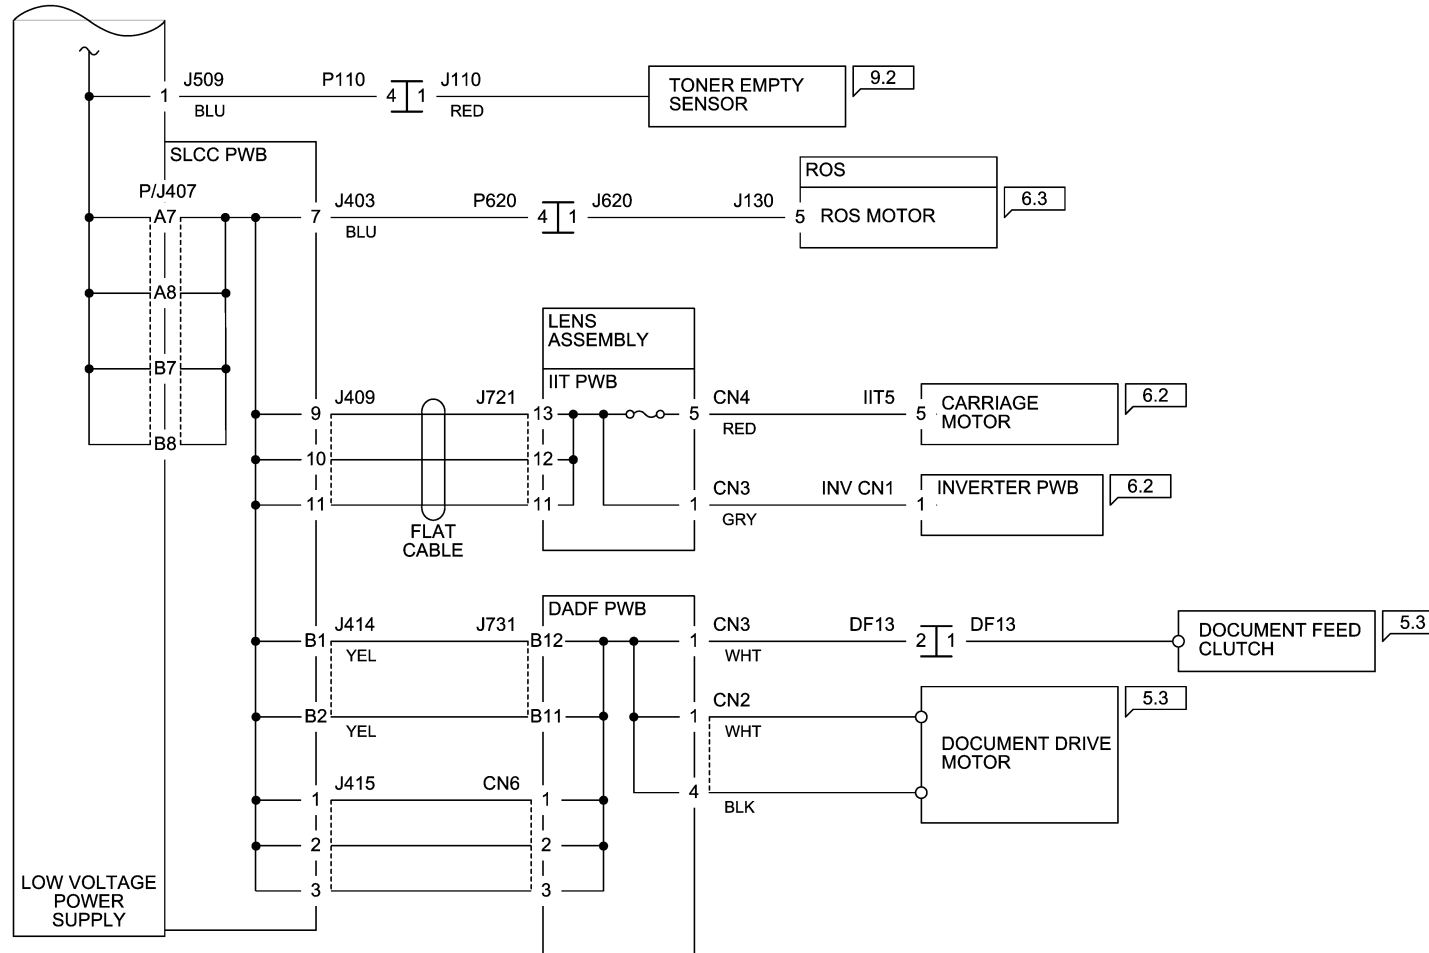 J509 P110 J110 TONER EMPTY 9.2
1 4 1 SENSOR
BLU RED
SLCC PWB
ROS
P/J407
J403 P620 J620 J130 6.3
A7 7 4 1 5 ROS MOTOR
BLU
A8
LENS
ASSEMBLY
B7
IIT PWB
J409 J721 CN4 IIT5 CARRIAGE 6.2
9 13 5 5 MOTOR
RED
B8
10 12
CN3 INV CN1 INVERTER PWB 6.2
11 11 1 1
GRY
FLAT
CABLE
DADF PWB
J414 J731 CN3 DF13 DF13 DOCUMENT FEED 5.3
B1 B12 1 2 1 CLUTCH
YEL WHT
CN2 5.3
B2 B11 1
YEL WHT
DOCUMENT DRIVE
MOTOR
J415 CN6
1 1 4
BLK
2 2
3 3
LOW VOLTAGE
POWER
SUPPLY